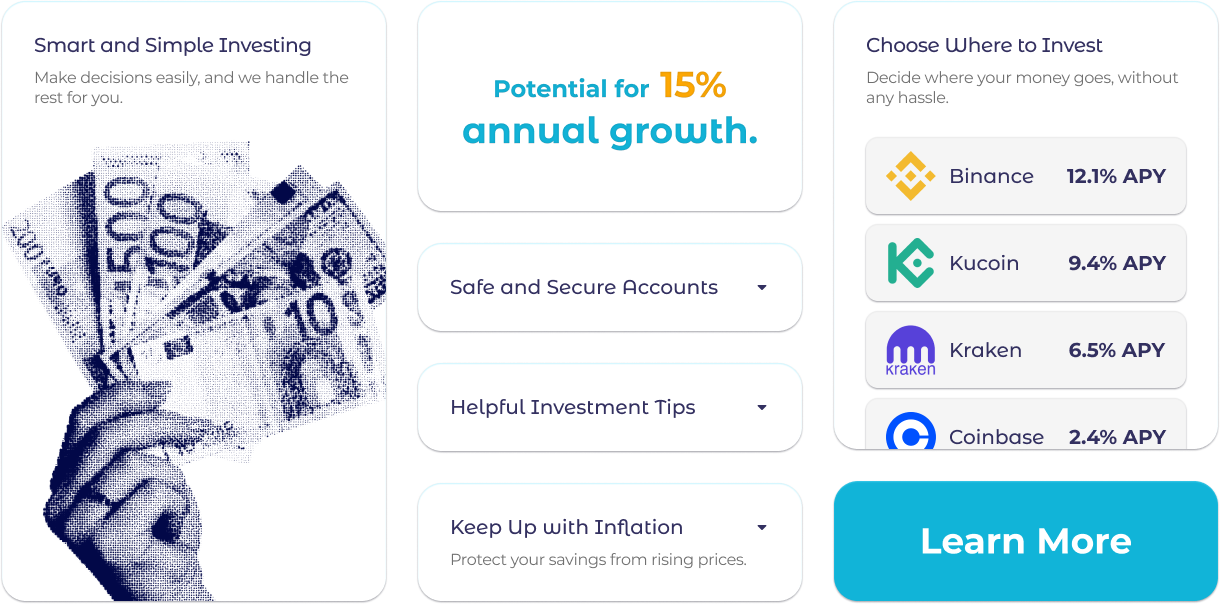 Smart and Simple Investing
Make decisions easily, and we handle the
rest for you.
200
500
100
10
Potential for 15%
annual growth.
Safe and Secure Accounts
Helpful Investment Tips
Keep Up with Inflation
Protect your savings from rising prices.
Choose Where to Invest
Decide where your money goes, without
any hassle.
Binance 12.1% APY
Kucoin 9.4% APY
Kraken 6.5% APY
kraken
Coinbase 2.4% APY
Learn More